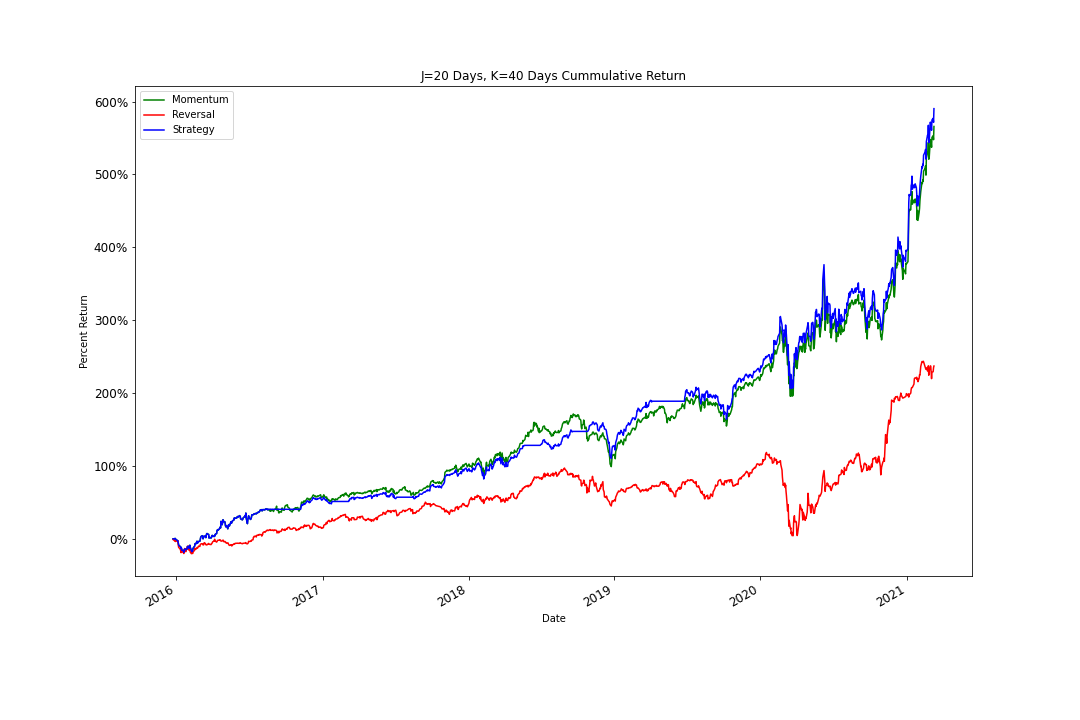 J=20 Days, K=40 Days Cummulative Return
Momentum
Reversal
Strategy
600%
500%
400%
300%
200%
100%
0%
Percent Return
2016
2017
2018
2019
2020
2021
Date